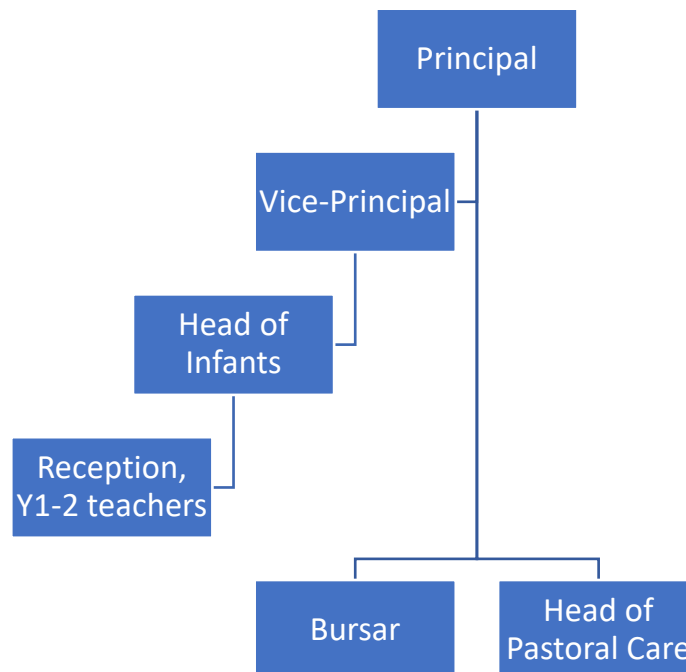 Principal
Vice-Principal
Head of
Infants
Reception,
Y1-2 teachers
Bursar
Head of
Pastoral Care